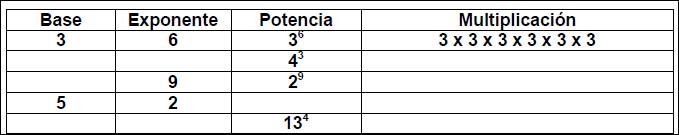 Base Exponente Potencia Multiplicación
3 6 3⁶ 3 x 3 x 3 x 3 x 3 x 3
4³
9 2⁹
5 2
13⁴